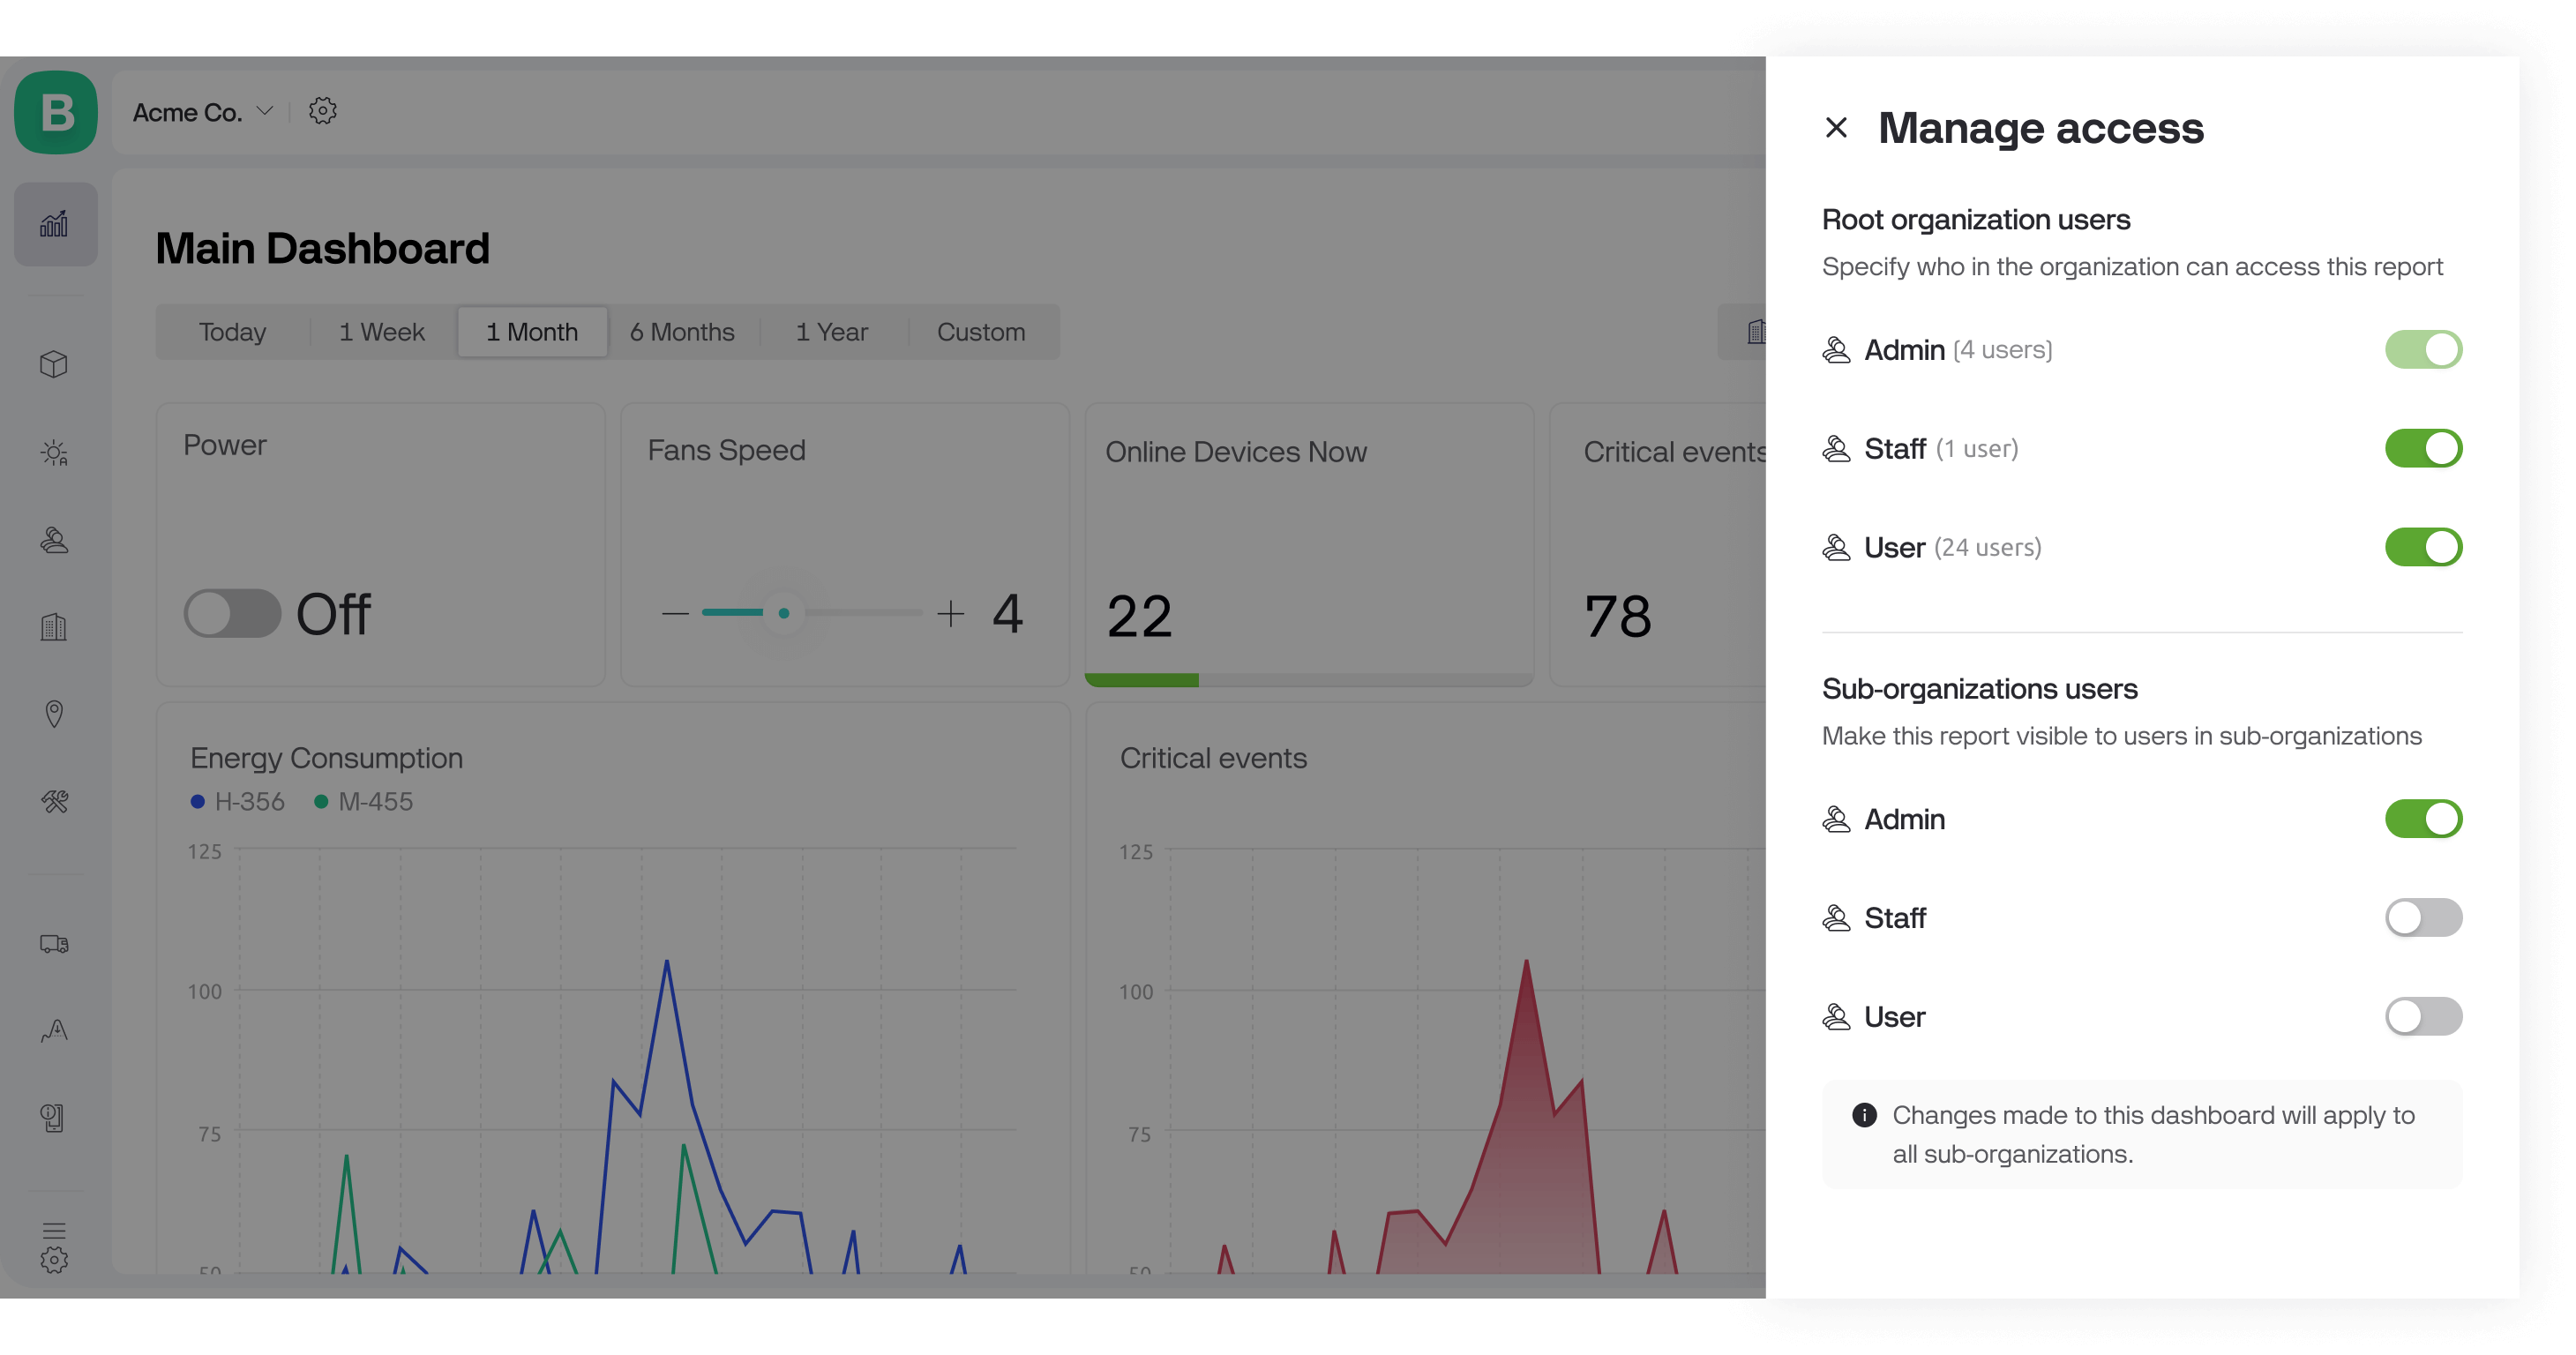 B
Acme Co.
Main Dashboard
Today 1 Week 1 Month 6 Months 1 Year Custom
Power
Off
Fans Speed
4
Online Devices Now
22
Critical events
78
Energy Consumption
H-356 M-455
125
100
75
50
Critical events
125
100
75
50
Manage access
Root organization users
Specify who in the organization can access this report
Admin (4 users)
Staff (1 user)
User (24 users)
Sub-organizations users
Make this report visible to users in sub-organizations
Admin
Staff
User
Changes made to this dashboard will apply to
all sub-organizations.